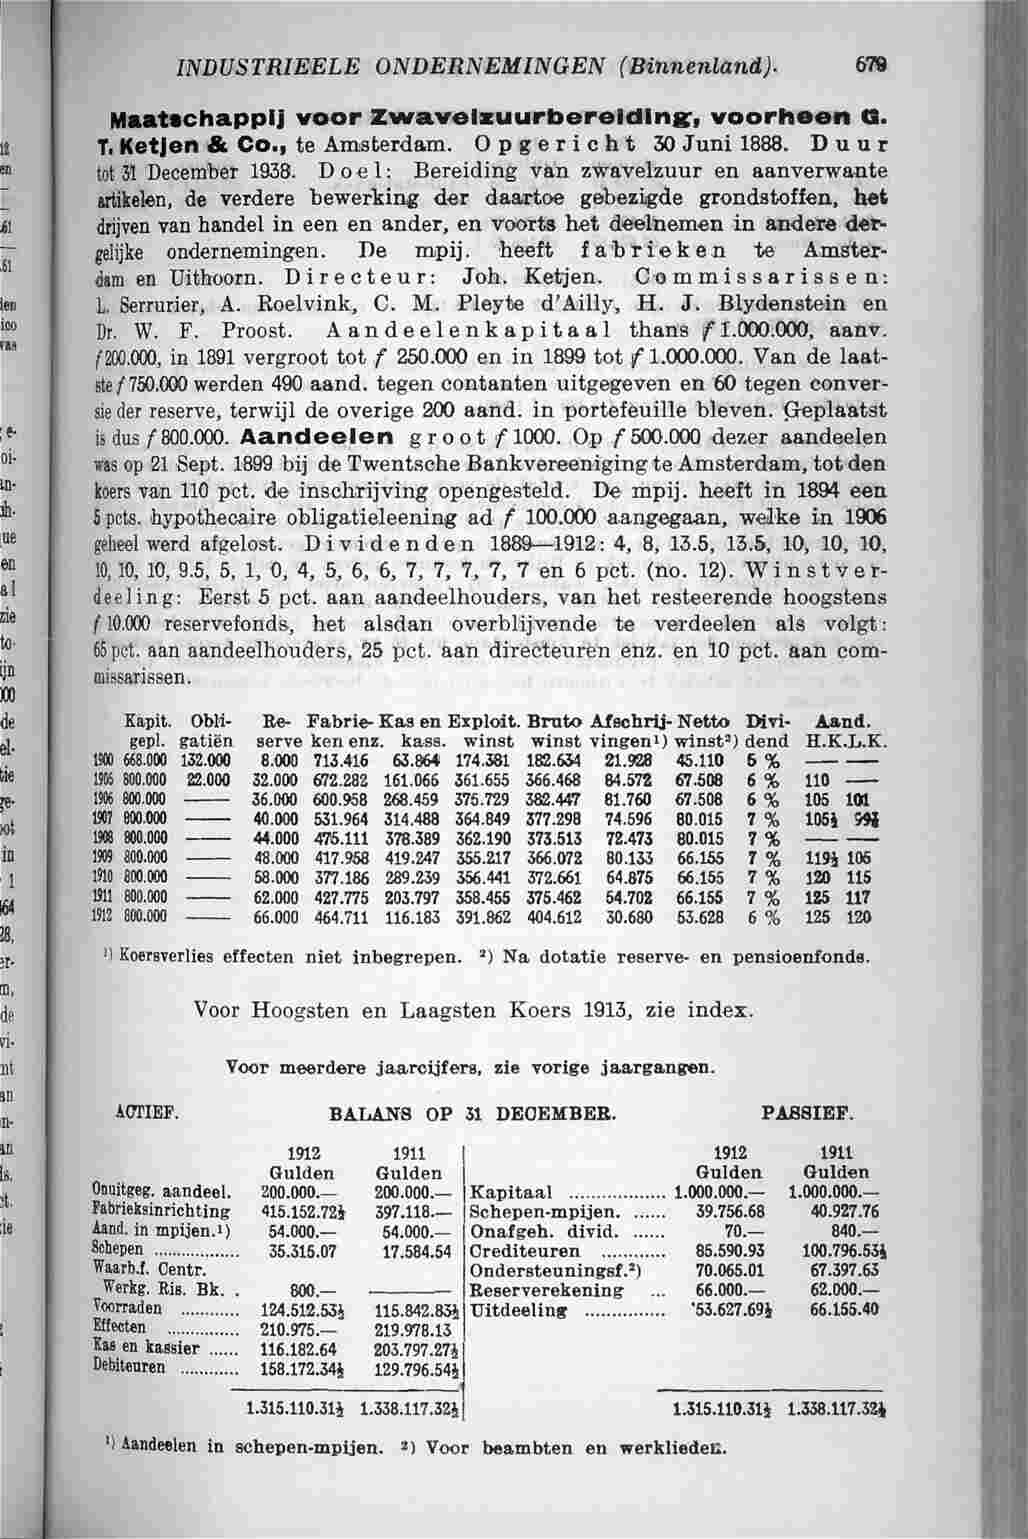 INDUSTRIEELE ONDERNEMINGEN (Binnenland). 679
Maatschappij voor Zwavelzuurbereiding, voorheen G.
T. Ketjen & Co., te Amsterdam. Opgericht 30 Juni 1888. Duur
tot 31 December 1938. Doel: Bereiding van zwavelzuur en aanverwante
artikelen, de verdere bewerking der daartoe gebezigde grondstoffen, het
drijven van handel in een en ander, en voorts het deelnemen in andere der-
gelijke ondernemingen. De mpij. heeft fabrieken te Amster-
dam en Uithoorn. Directeur: Joh. Ketjen. Commissarissen:
L. Serrurier, A. Roelvink, C. M. Pleyte d'Ailly, H. J. Blydenstein en
Dr. W. F. Proost. Aandeelenkapitaal thans ƒ 1.000.000, aanv.
ƒ 200.000, in 1891 vergroot tot ƒ 250.000 en in 1899 tot ƒ 1.000.000. Van de laat-
ste ƒ 750.000 werden 490 aand. tegen contanten uitgegeven en 60 tegen conver-
sie der reserve, terwijl de overige 200 aand. in portefeuille bleven. Geplaatst
is dus ƒ 800.000. Aandeelen groot ƒ 1000. Op ƒ 500.000 dezer aandeelen
was op 21 Sept. 1899 bij de Twentsche Bankvereeniging te Amsterdam, tot den
koers van 110 pct. de inschrijving opengesteld. De mpij. heeft in 1894 een
5 pcts. hypothecaire obligatieleening ad ƒ 100.000 aangegaan, welke in 1906
geheel werd afgelost. Dividenden 1889—1912: 4, 8, 13.5, 13.5, 10, 10, 10,
10, 10, 10, 9.5, 5, 1, 0, 4, 5, 6, 6, 7, 7, 7, 7, 7 en 6 pct. (no. 12). Winstver-
deeling: Eerst 5 pct. aan aandeelhouders, van het resteerende hoogstens
ƒ 10.000 reservefonds, het alsdan overblijvende te verdeelen als volgt:
65 pct. aan aandeelhouders, 25 pct. aan directeuren enz. en 10 pct. aan com-
missarissen.
Kapit. Obli- Re- Fabrie- Kas en Exploit. Bruto Afschrij- Netto Divi- Aand.
gepl. gatiën serve ken enz. kass. winst winst vingen¹) winst²) dend H.K.L.K.
1900 668.000 132.000 8.000 713.416 63.864 174.381 182.634 21.928 45.110 5 % — —
1906 800.000 22.000 32.000 672.282 161.066 361.655 366.468 84.572 67.508 6 % 110 —
1906 800.000 — 36.000 600.958 268.459 375.729 382.447 81.760 67.508 6 % 105 101
1907 800.000 — 40.000 531.964 314.488 364.849 377.298 74.596 80.015 7 % 105½ 99¾
1908 800.000 — 44.000 475.111 378.389 362.190 373.513 72.473 80.015 7 % — —
1909 800.000 — 48.000 417.958 419.247 355.217 366.072 80.133 66.155 7 % 119½ 105
1910 800.000 — 58.000 377.186 289.239 356.441 372.661 64.875 66.155 7 % 120 115
1911 800.000 — 62.000 427.775 203.797 358.455 375.462 54.702 66.155 7 % 125 117
1912 800.000 — 66.000 464.711 116.183 391.862 404.612 30.680 53.628 6 % 125 120
¹) Koersverlies effecten niet inbegrepen. ²) Na dotatie reserve- en pensioenfonds.
Voor Hoogsten en Laagsten Koers 1913, zie index.
Voor meerdere jaarcijfers, zie vorige jaargangen.
ACTIEF. BALANS OP 31 DECEMBER. PASSIEF.
1912 1911 1912 1911
Gulden Gulden Gulden Gulden
Onuitgeg. aandeel. 200.000.— 200.000.— Kapitaal .................. 1.000.000.— 1.000.000.—
Fabrieksinrichting 415.152.72½ 397.118.— Schepen-mpijen. ...... 39.756.68 40.927.76
Aand. in mpijen.¹) 54.000.— 54.000.— Onafgeh. divid. ...... 70.— 840.—
Schepen .................. 35.315.07 17.584.54 Crediteuren ............ 85.590.93 100.796.53½
Waarb.f. Centr. Ondersteuningsf.²) 70.065.01 67.397.63
Werkg. Ris. Bk. . 800.— — Reserverekening ... 66.000.— 62.000.—
Voorraden ............ 124.512.53½ 115.842.83½ Uitdeeling ............... 53.627.69½ 66.155.40
Effecten ............... 210.975.— 219.978.13
Kas en kassier ...... 116.182.64 203.797.27½
Debiteuren ............ 158.172.34½ 129.796.54½
1.315.110.31½ 1.338.117.32½ 1.315.110.31½ 1.338.117.32½
¹) Aandeelen in schepen-mpijen. ²) Voor beambten en werklieden.